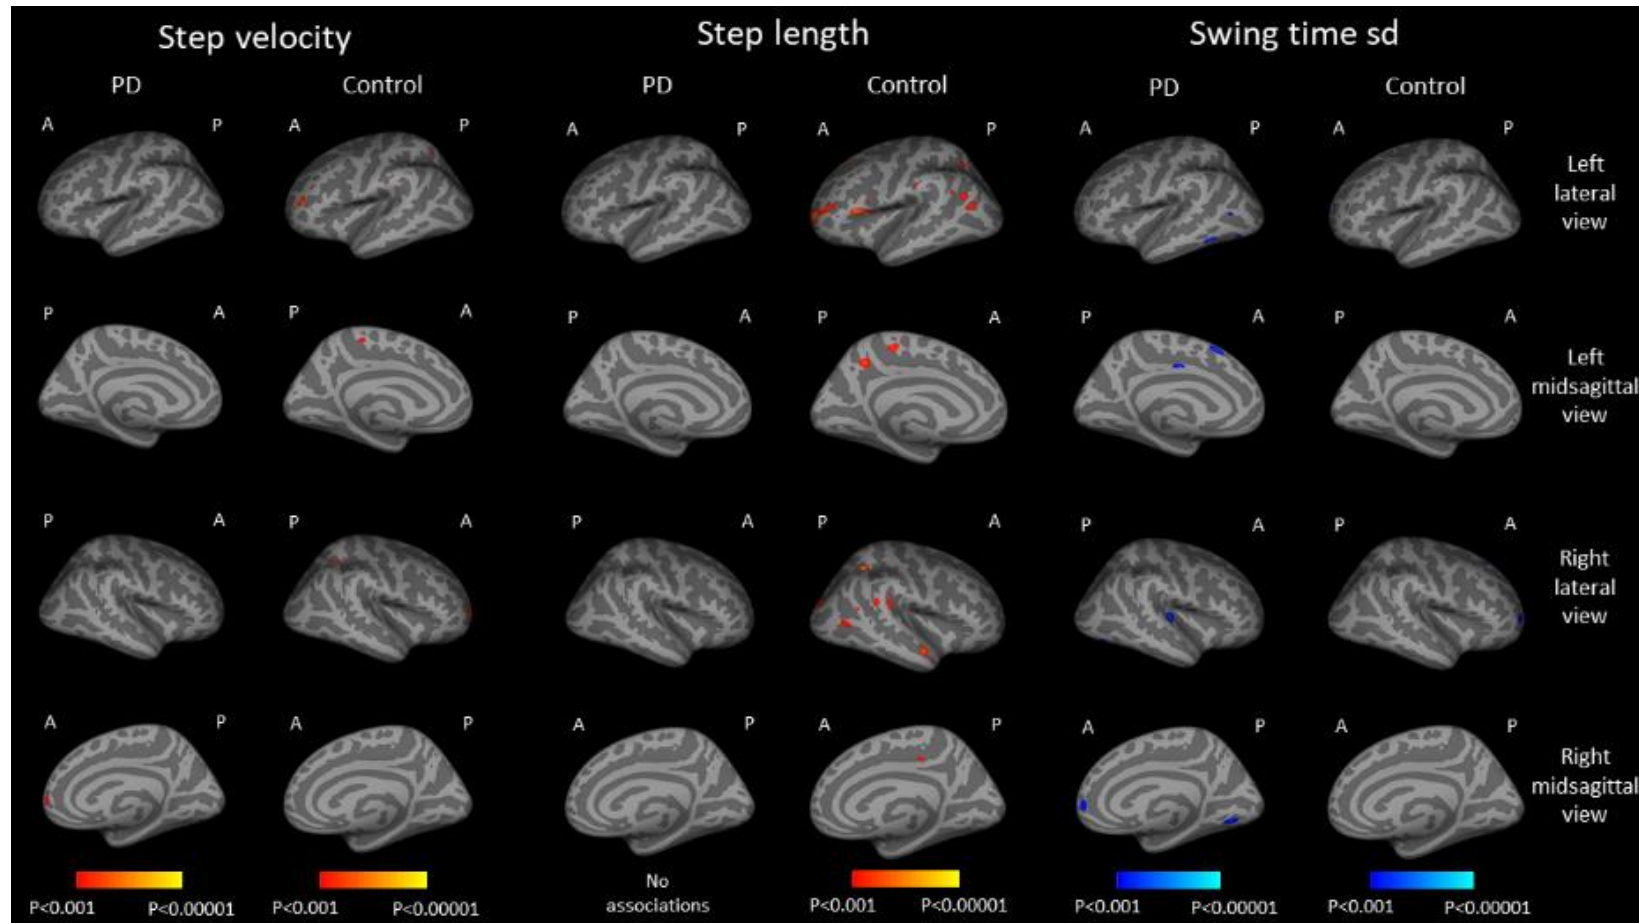 Step velocity Step length Swing time sd
PD Control PD Control PD Control
A P A P A P A P A P A P
Left
lateral
view
P A P A P A P A P A P A
Left
midsagittal
view
P A P A P A P A P A P A
Right
lateral
view
A P A P A P A P A P A P
Right
midsagittal
view
No
associations
P<0.001 P<0.00001 P<0.001 P<0.00001 P<0.001 P<0.00001 P<0.001 P<0.00001 P<0.001 P<0.00001